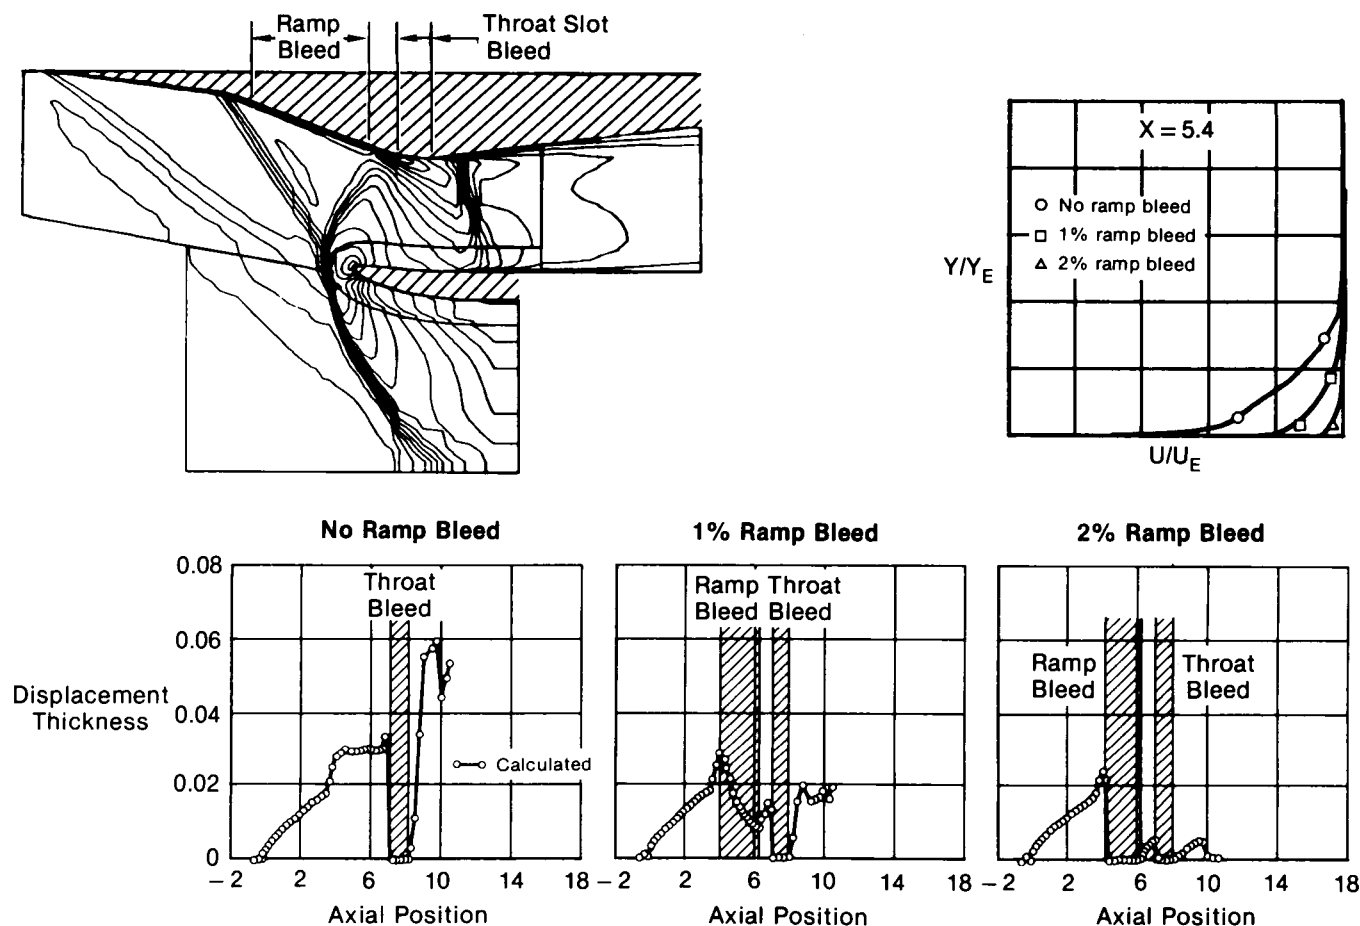 Ramp
Bleed
Throat Slot
Bleed
X = 5.4
No ramp bleed
1% ramp bleed
2% ramp bleed
Y/Y_E
U/U_E
No Ramp Bleed
1% Ramp Bleed
2% Ramp Bleed
0.08
0.06
0.04
0.02
0
Displacement
Thickness
Throat
Bleed
Calculated
Ramp Throat
Bleed Bleed
Ramp
Bleed
Throat
Bleed
−2 2 6 10 14 18
−2 2 6 10 14 18
−2 2 6 10 14 18
Axial Position
Axial Position
Axial Position